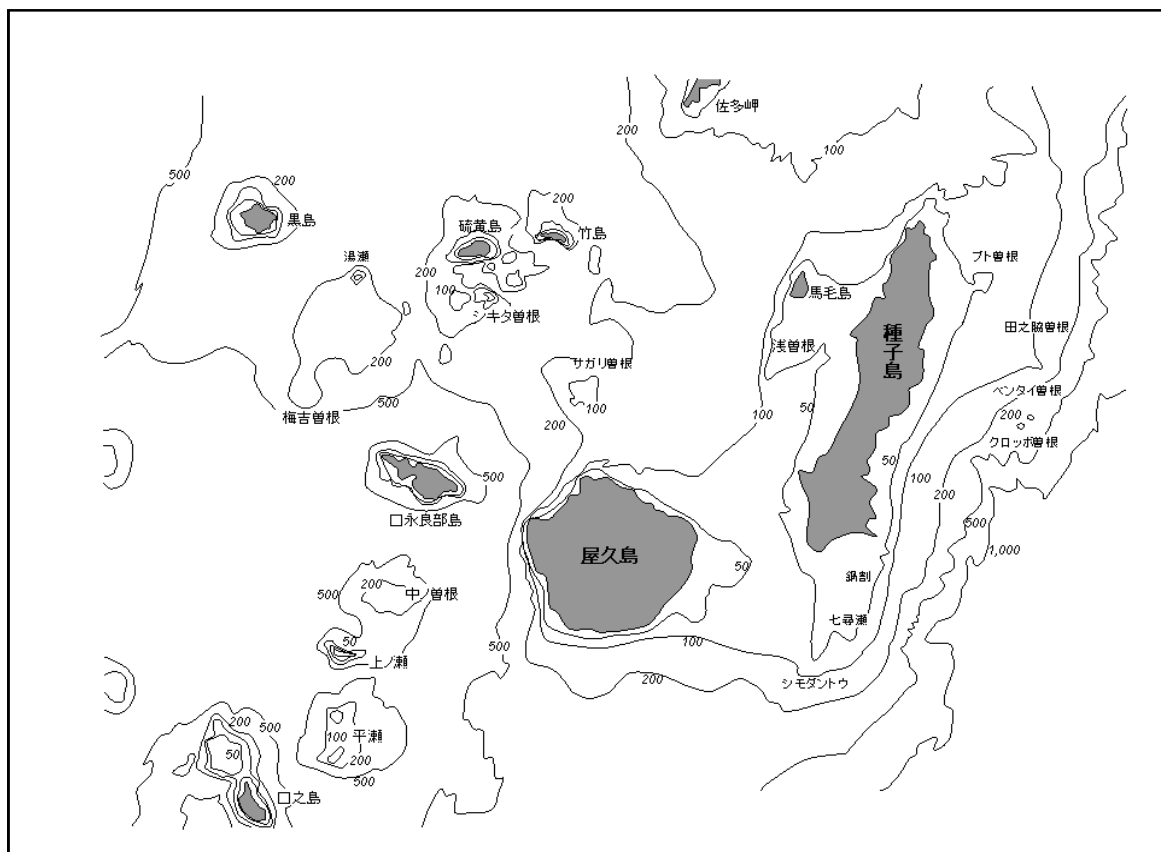 佐多岬
200
100
500
200
黒島
硫黄島
200
竹島
湯瀬
200
100
シキタ曽根
ブト曽根
馬毛島
種子島
田之脇曽根
浅曽根
200
サガリ曽根
500
100
100
50
ベンタイ曽根
200
クロッポ曽根
梅吉曽根
200
500
50
100
200
口永良部島
500
1,000
屋久島
50
200
中ノ曽根
500
鍋割
50
上ノ瀬
七尋瀬
500
100
200
シモダントウ
200
500
50
100
平瀬
200
500
口之島